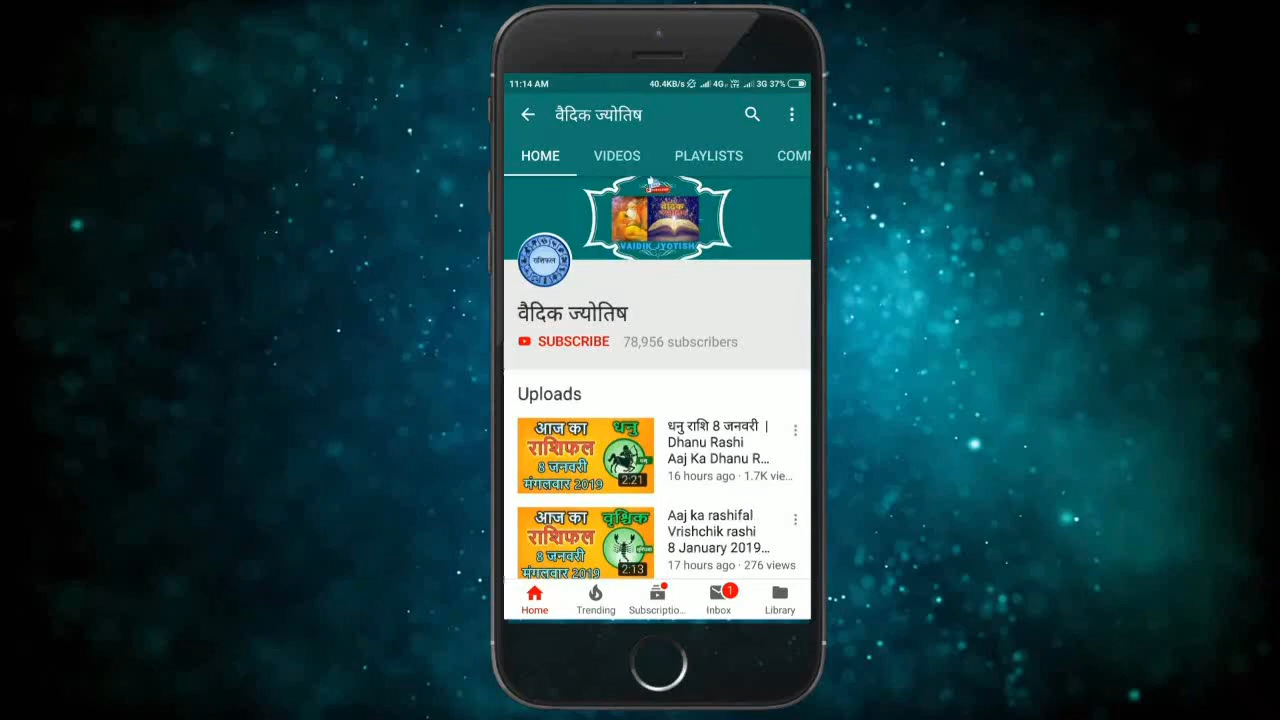 11:14 AM
40.4KB/s 4G VoLTE 3G 37%
वैदिक ज्योतिष
HOME VIDEOS PLAYLISTS COMM
वैदिक
VAIDIK JYOTISH
राशिफल
वैदिक ज्योतिष
SUBSCRIBE 78,956 subscribers
Uploads
आज का धनु
राशिफल
8 जनवरी
मंगलवार 2019
2:21
धनु राशि 8 जनवरी |
Dhanu Rashi
Aaj Ka Dhanu R...
16 hours ago · 1.7K vie...
आज का वृश्चिक
राशिफल
8 जनवरी
मंगलवार 2019
2:13
Aaj ka rashifal
Vrishchik rashi
8 January 2019...
17 hours ago · 276 views
1
Home Trending Subscriptio... Inbox Library